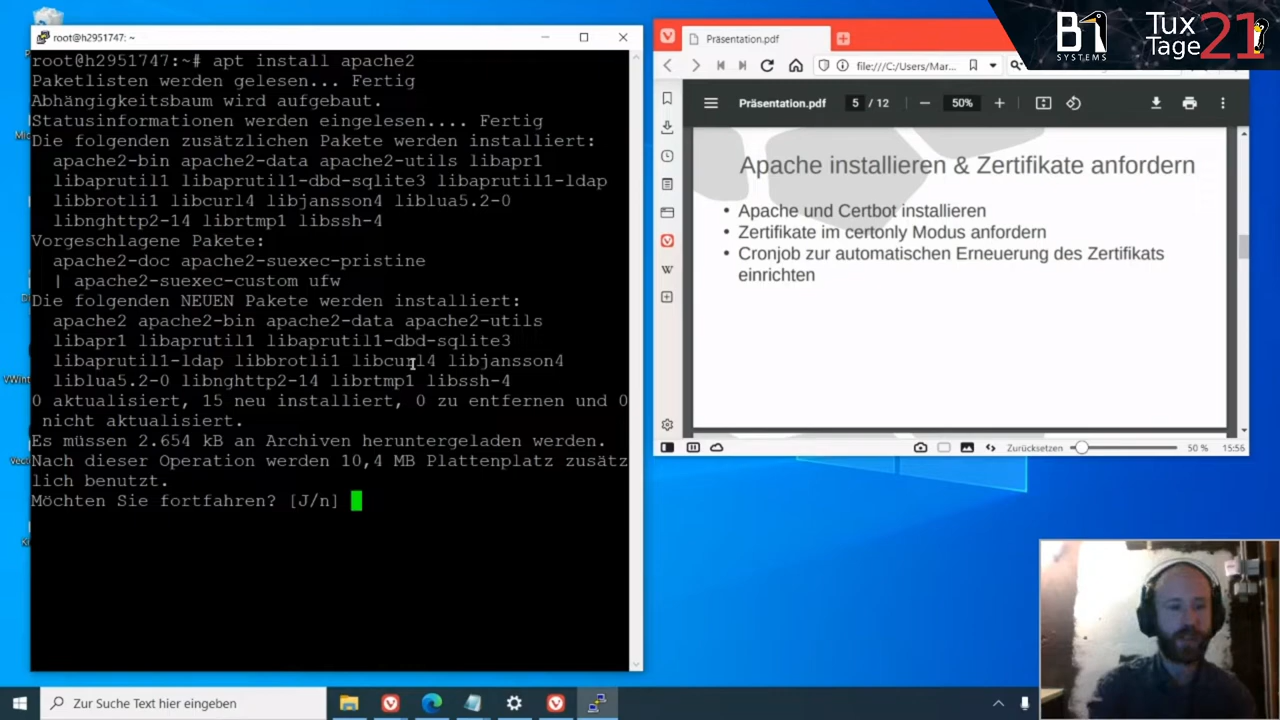 root@h2951747: ~
root@h2951747:~# apt install apache2
Paketlisten werden gelesen... Fertig
Abhängigkeitsbaum wird aufgebaut.
Statusinformationen werden eingelesen.... Fertig
Die folgenden zusätzlichen Pakete werden installiert:
apache2-bin apache2-data apache2-utils libapr1
libaprutil1 libaprutil1-dbd-sqlite3 libaprutil1-ldap
libbrotli1 libcurl4 libjansson4 liblua5.2-0
libnghttp2-14 librtmp1 libssh-4
Vorgeschlagene Pakete:
apache2-doc apache2-suexec-pristine
| apache2-suexec-custom ufw
Die folgenden NEUEN Pakete werden installiert:
apache2 apache2-bin apache2-data apache2-utils
libapr1 libaprutil1 libaprutil1-dbd-sqlite3
libaprutil1-ldap libbrotli1 libcurl4 libjansson4
liblua5.2-0 libnghttp2-14 librtmp1 libssh-4
0 aktualisiert, 15 neu installiert, 0 zu entfernen und 0
nicht aktualisiert.
Es müssen 2.654 kB an Archiven heruntergeladen werden.
Nach dieser Operation werden 10,4 MB Plattenplatz zusätz
lich benutzt.
Möchten Sie fortfahren? [J/n]
Präsentation.pdf
file:///C:/Users/Mar...
Präsentation.pdf 5 / 12 50%
Apache installieren & Zertifikate anfordern
• Apache und Certbot installieren
• Zertifikate im certonly Modus anfordern
• Cronjob zur automatischen Erneuerung des Zertifikats
einrichten
Zurücksetzen 50 % 15:56
B1
SYSTEMS
Tux
Tage
21
Zur Suche Text hier eingeben